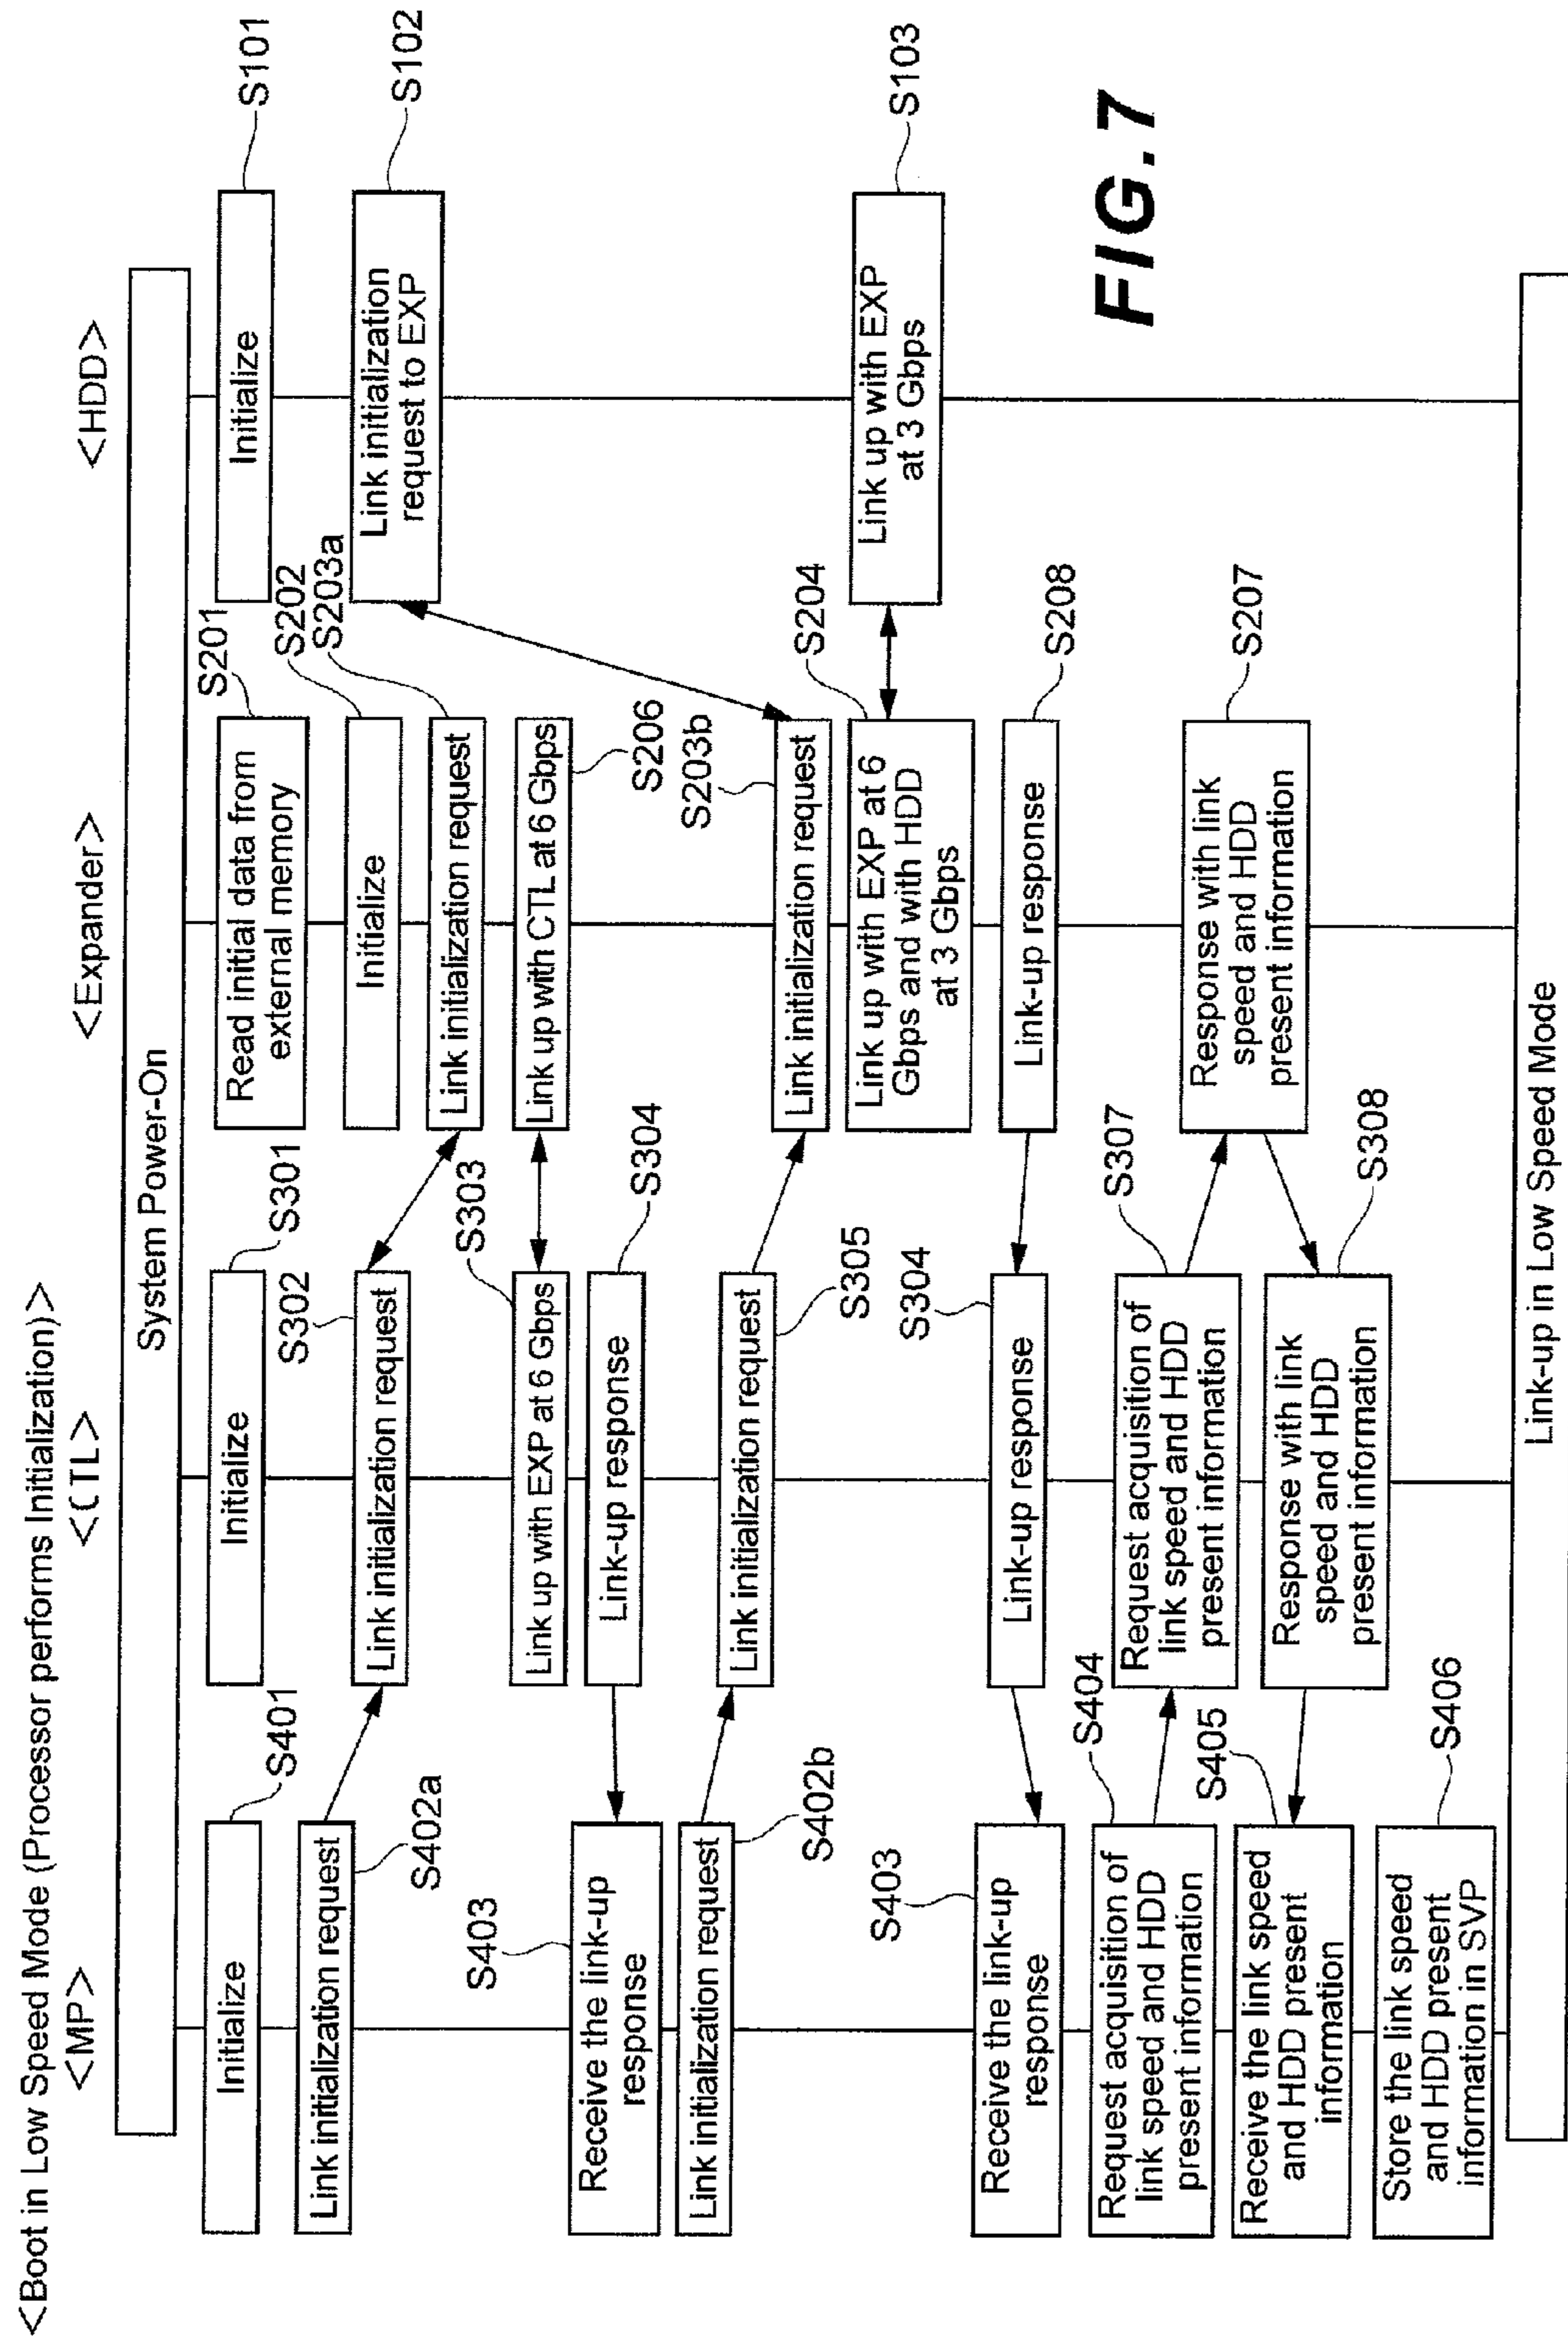 <Boot in Low Speed Mode (Processor performs Initialization)>
<MP>
<CTL>
<Expander>
<HDD>
System Power-On
Initialize
S401
Link initialization request
S402a
Receive the link-up
response
S403
Link initialization request
S402b
Receive the link-up
response
S403
Request acquisition of
link speed and HDD
present information
S404
Receive the link speed
and HDD present
information
S405
Store the link speed
and HDD present
information in SVP
S406
Initialize
S301
Link initialization request
S302
Link up with EXP at 6 Gbps
S303
Link-up response
S304
Link initialization request
S305
Link-up response
S304
Request acquisition of
link speed and HDD
present information
S307
Response with link
speed and HDD
present information
S308
Read initial data from
external memory
S201
Initialize
S202
Link initialization request
S203a
Link up with CTL at 6 Gbps
S206
Link initialization request
S203b
Link up with EXP at 6
Gbps and with HDD
at 3 Gbps
S204
Link-up response
S208
Response with link
speed and HDD
present information
S207
Initialize
S101
Link initialization
request to EXP
S102
Link up with EXP
at 3 Gbps
S103
Link-up in Low Speed Mode
FIG.7